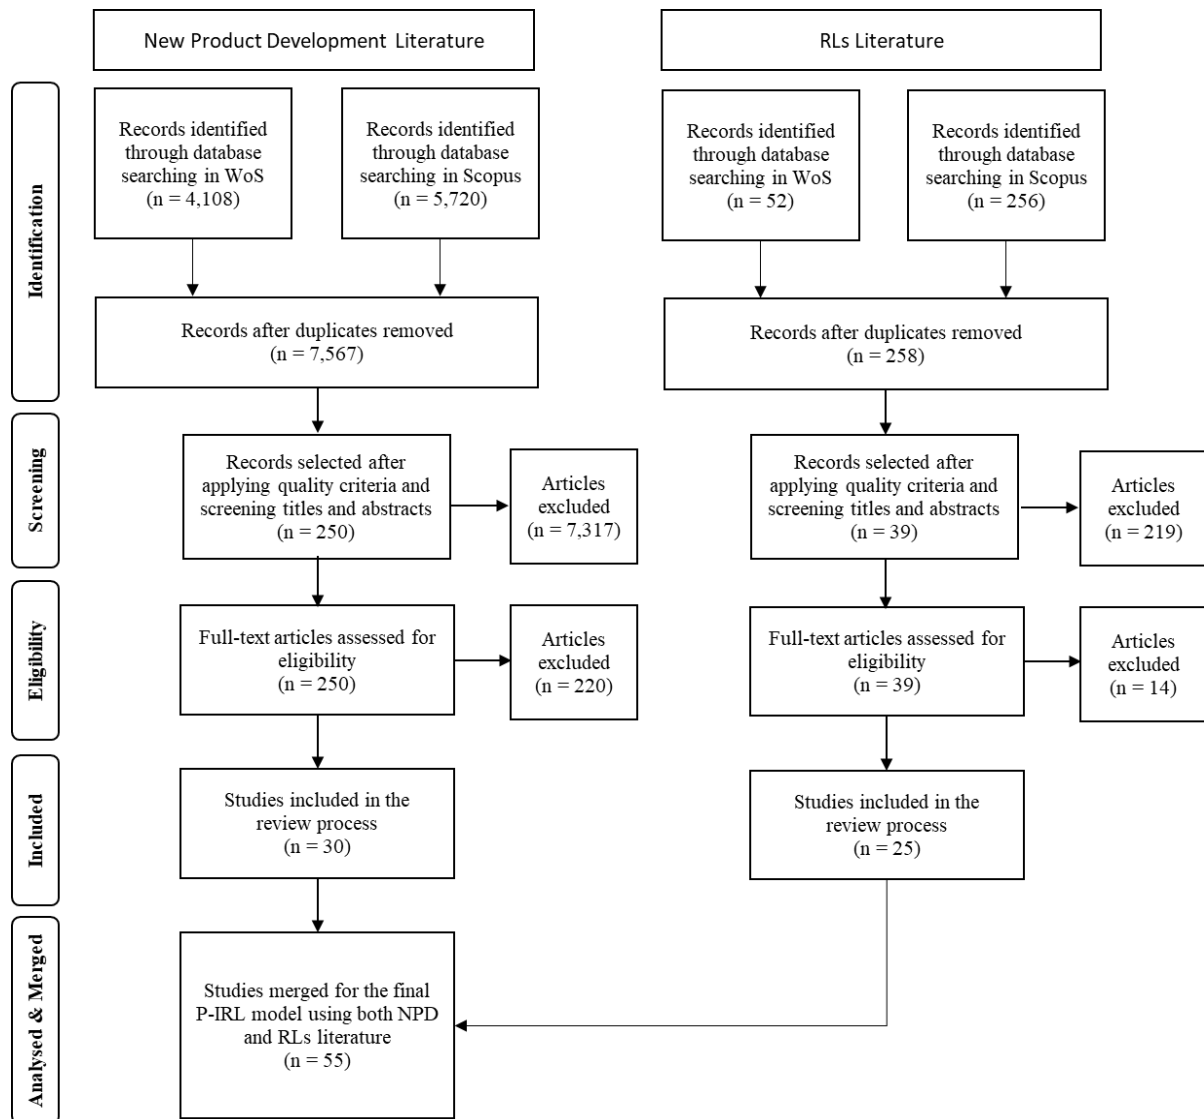 New Product Development Literature
RLs Literature
Identification
Records identified
through database
searching in WoS
(n = 4,108)
Records identified
through database
searching in Scopus
(n = 5,720)
Records identified
through database
searching in WoS
(n = 52)
Records identified
through database
searching in Scopus
(n = 256)
Records after duplicates removed
(n = 7,567)
Records after duplicates removed
(n = 258)
Screening
Records selected after
applying quality criteria and
screening titles and abstracts
(n = 250)
Articles
excluded
(n = 7,317)
Records selected after
applying quality criteria and
screening titles and abstracts
(n = 39)
Articles
excluded
(n = 219)
Eligibility
Full-text articles assessed for
eligibility
(n = 250)
Articles
excluded
(n = 220)
Full-text articles assessed for
eligibility
(n = 39)
Articles
excluded
(n = 14)
Included
Studies included in the
review process
(n = 30)
Studies included in the
review process
(n = 25)
Analysed & Merged
Studies merged for the final
P-IRL model using both NPD
and RLs literature
(n = 55)